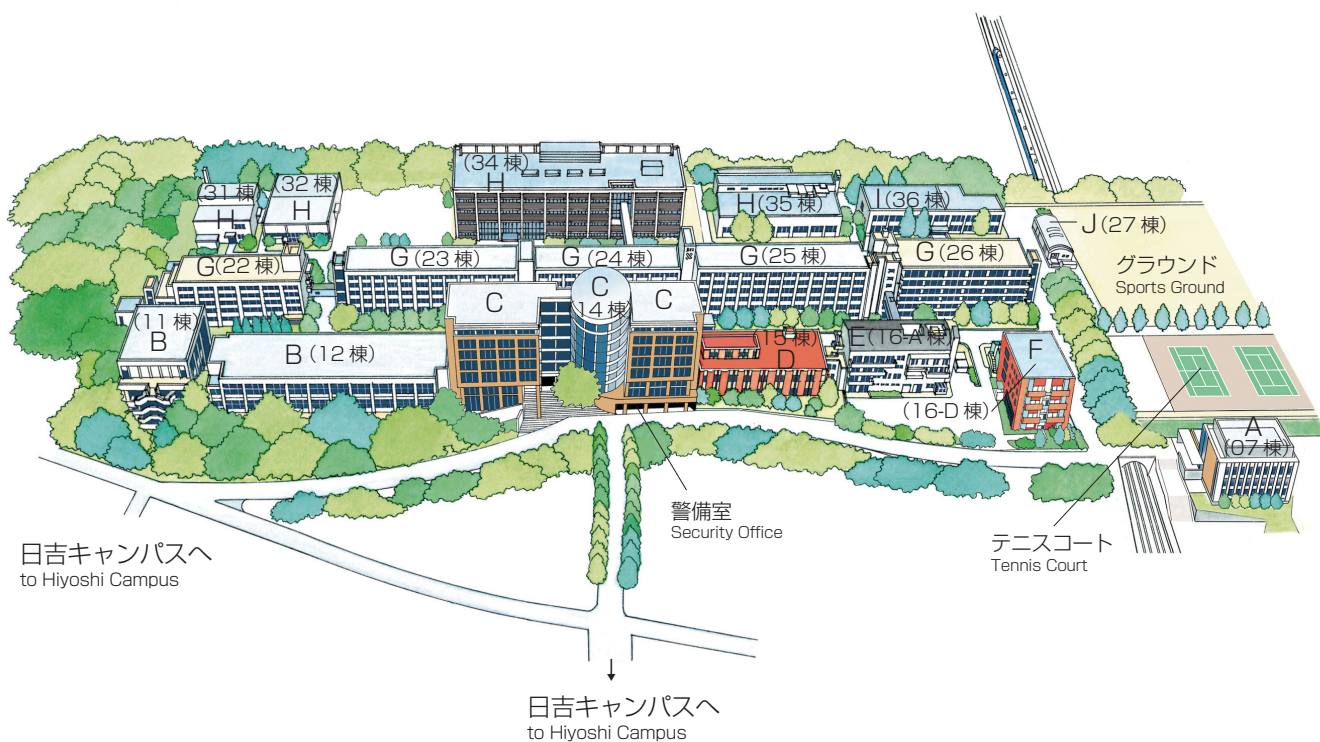 (34 棟)
H
(31 棟)
H
(32 棟)
H
H(35 棟)
I(36 棟)
J(27 棟)
グラウンド
Sports Ground
G(22 棟)
G(23 棟)
G(24 棟)
G(25 棟)
G(26 棟)
C
C
(14 棟)
C
(11 棟)
B
B(12 棟)
15 棟)
D
E(16-A 棟)
F
(16-D 棟)
A
(07 棟)
警備室
Security Office
テニスコート
Tennis Court
日吉キャンパスへ
to Hiyoshi Campus
日吉キャンパスへ
to Hiyoshi Campus